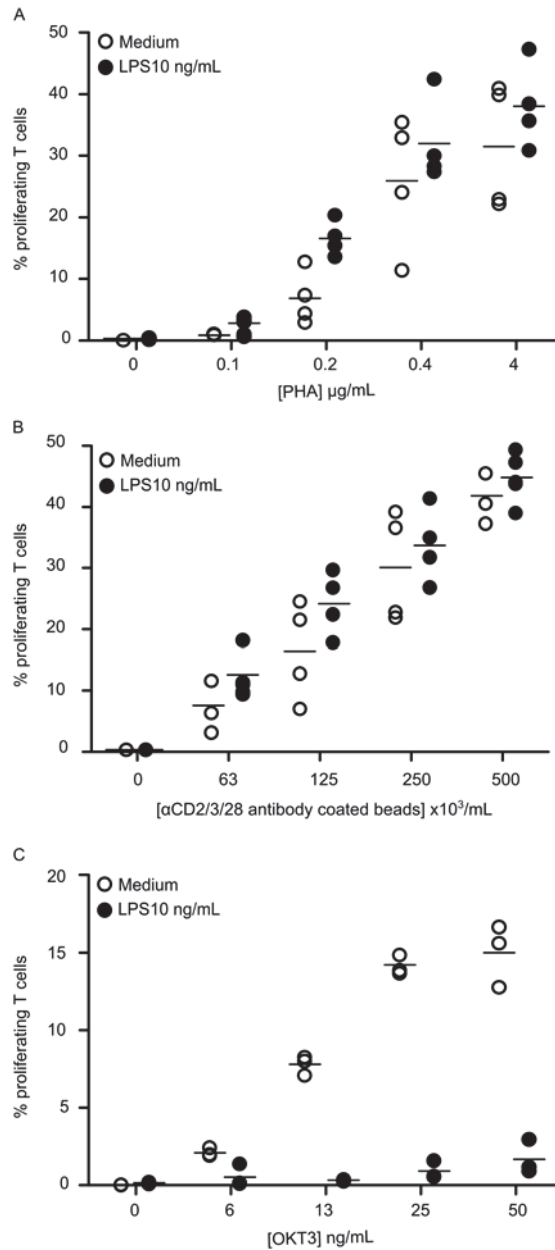 A
Medium
LPS10 ng/mL
% proliferating T cells
50
40
30
20
10
0
0 0.1 0.2 0.4 4
[PHA] µg/mL
B
Medium
LPS10 ng/mL
% proliferating T cells
50
40
30
20
10
0
0 63 125 250 500
[αCD2/3/28 antibody coated beads] x10³/mL
C
Medium
LPS10 ng/mL
% proliferating T cells
20
15
10
5
0
0 6 13 25 50
[OKT3] ng/mL